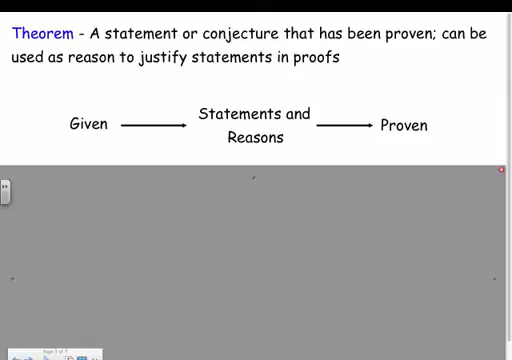 Theorem - A statement or conjecture that has been proven; can be
used as reason to justify statements in proofs
Given
Statements and
Reasons
Proven